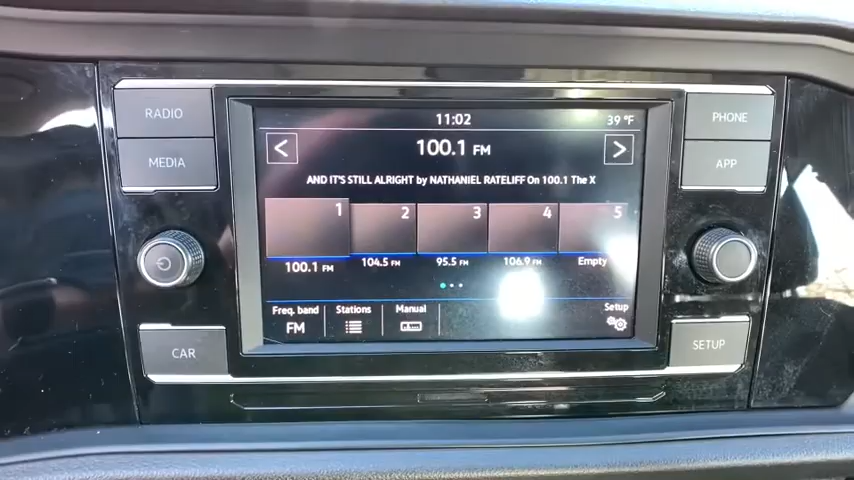 RADIO
MEDIA
CAR
11:02
39 °F
<
100.1 FM
>
AND IT'S STILL ALRIGHT by NATHANIEL RATELIFF On 100.1 The X
1
2
3
4
5
100.1 FM
104.5 FM
95.5 FM
106.9 FM
Empty
Freq. band
Stations
Manual
Setup
FM
PHONE
APP
SETUP